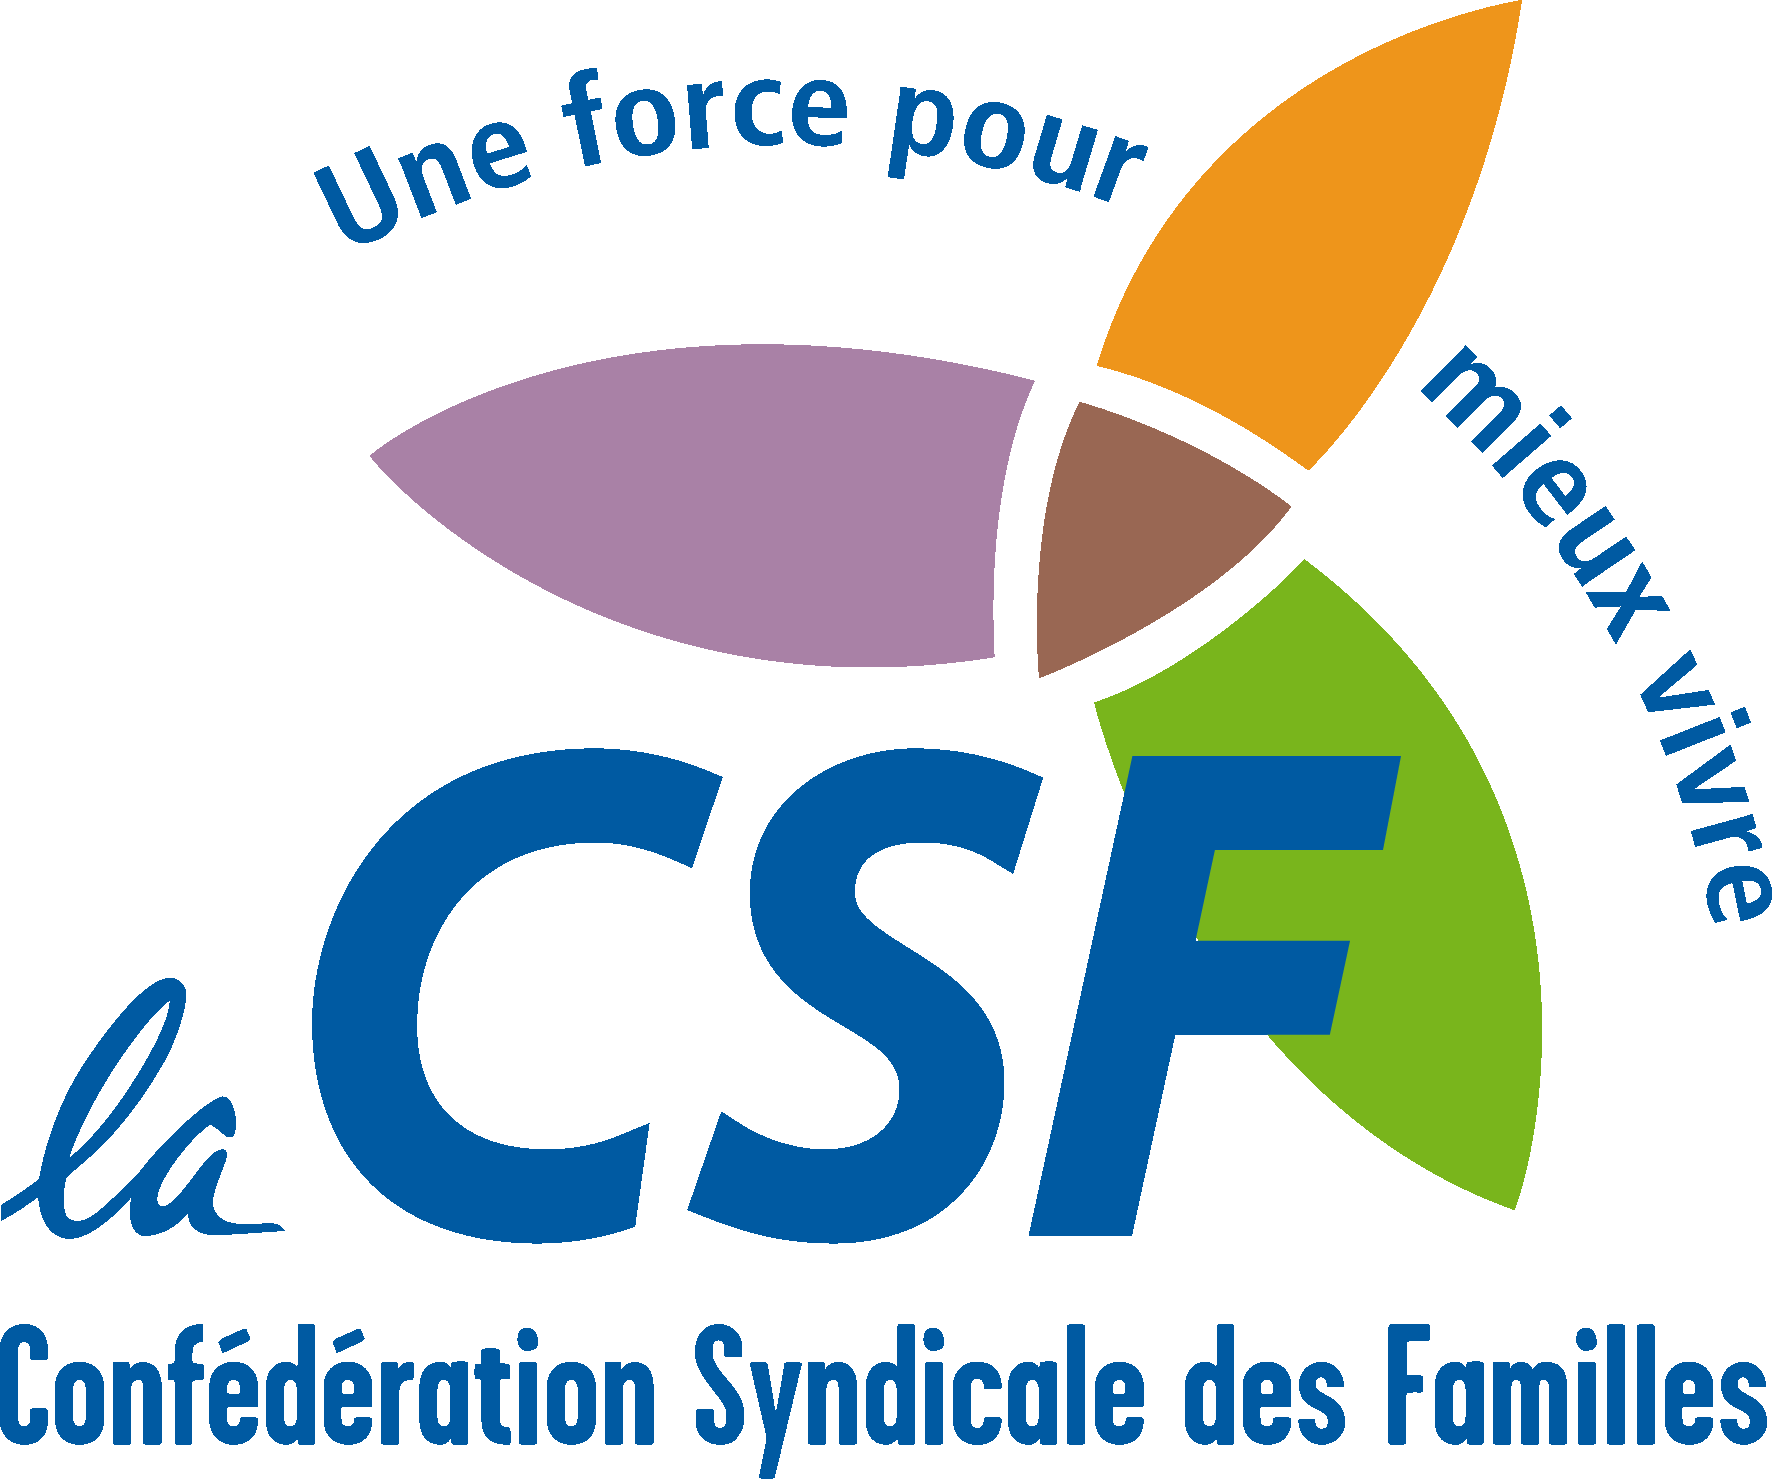 Une force pour mieux vivre
la CSF
Confédération Syndicale des Familles